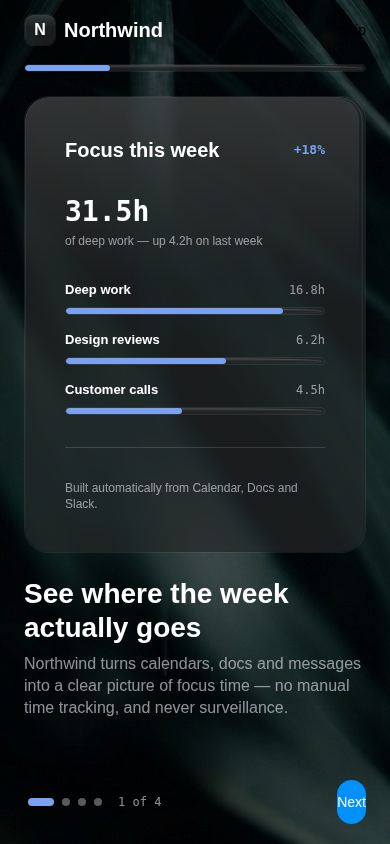 N Northwind
Focus this week +18%
31.5h
of deep work — up 4.2h on last week
Deep work 16.8h
Design reviews 6.2h
Customer calls 4.5h
Built automatically from Calendar, Docs and
Slack.
See where the week
actually goes
Northwind turns calendars, docs and messages
into a clear picture of focus time — no manual
time tracking, and never surveillance.
1 of 4 Next